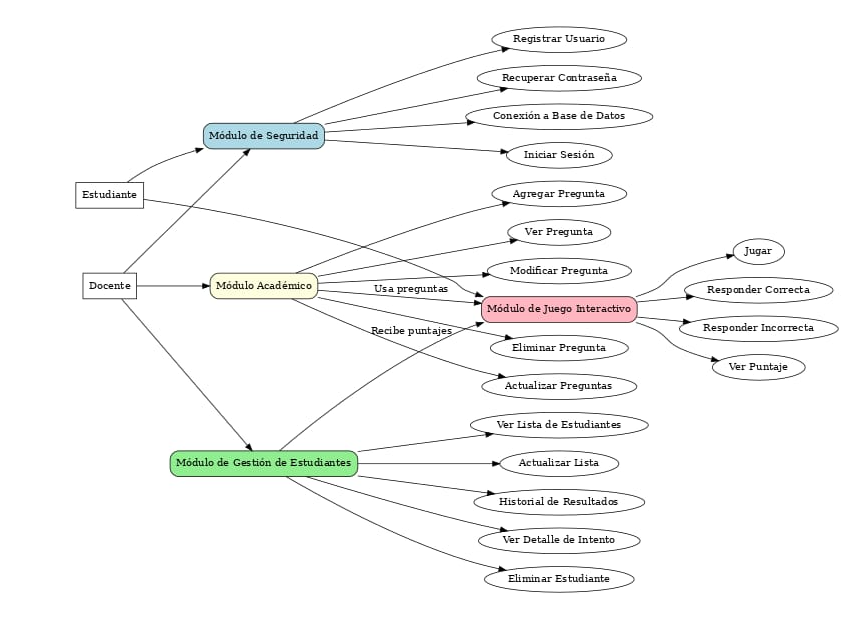 Registrar Usuario
Recuperar Contraseña
Conexión a Base de Datos
Módulo de Seguridad
Iniciar Sesión
Estudiante
Agregar Pregunta
Ver Pregunta
Jugar
Modificar Pregunta
Docente
Módulo Académico
Usa preguntas
Responder Correcta
Módulo de Juego Interactivo
Responder Incorrecta
Recibe puntajes
Eliminar Pregunta
Ver Puntaje
Actualizar Preguntas
Ver Lista de Estudiantes
Módulo de Gestión de Estudiantes
Actualizar Lista
Historial de Resultados
Ver Detalle de Intento
Eliminar Estudiante